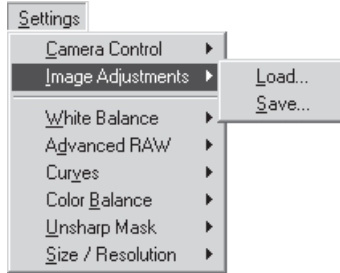 Settings
Camera Control
Image Adjustments
Load...
Save...
White Balance
Advanced RAW
Curves
Color Balance
Unsharp Mask
Size / Resolution